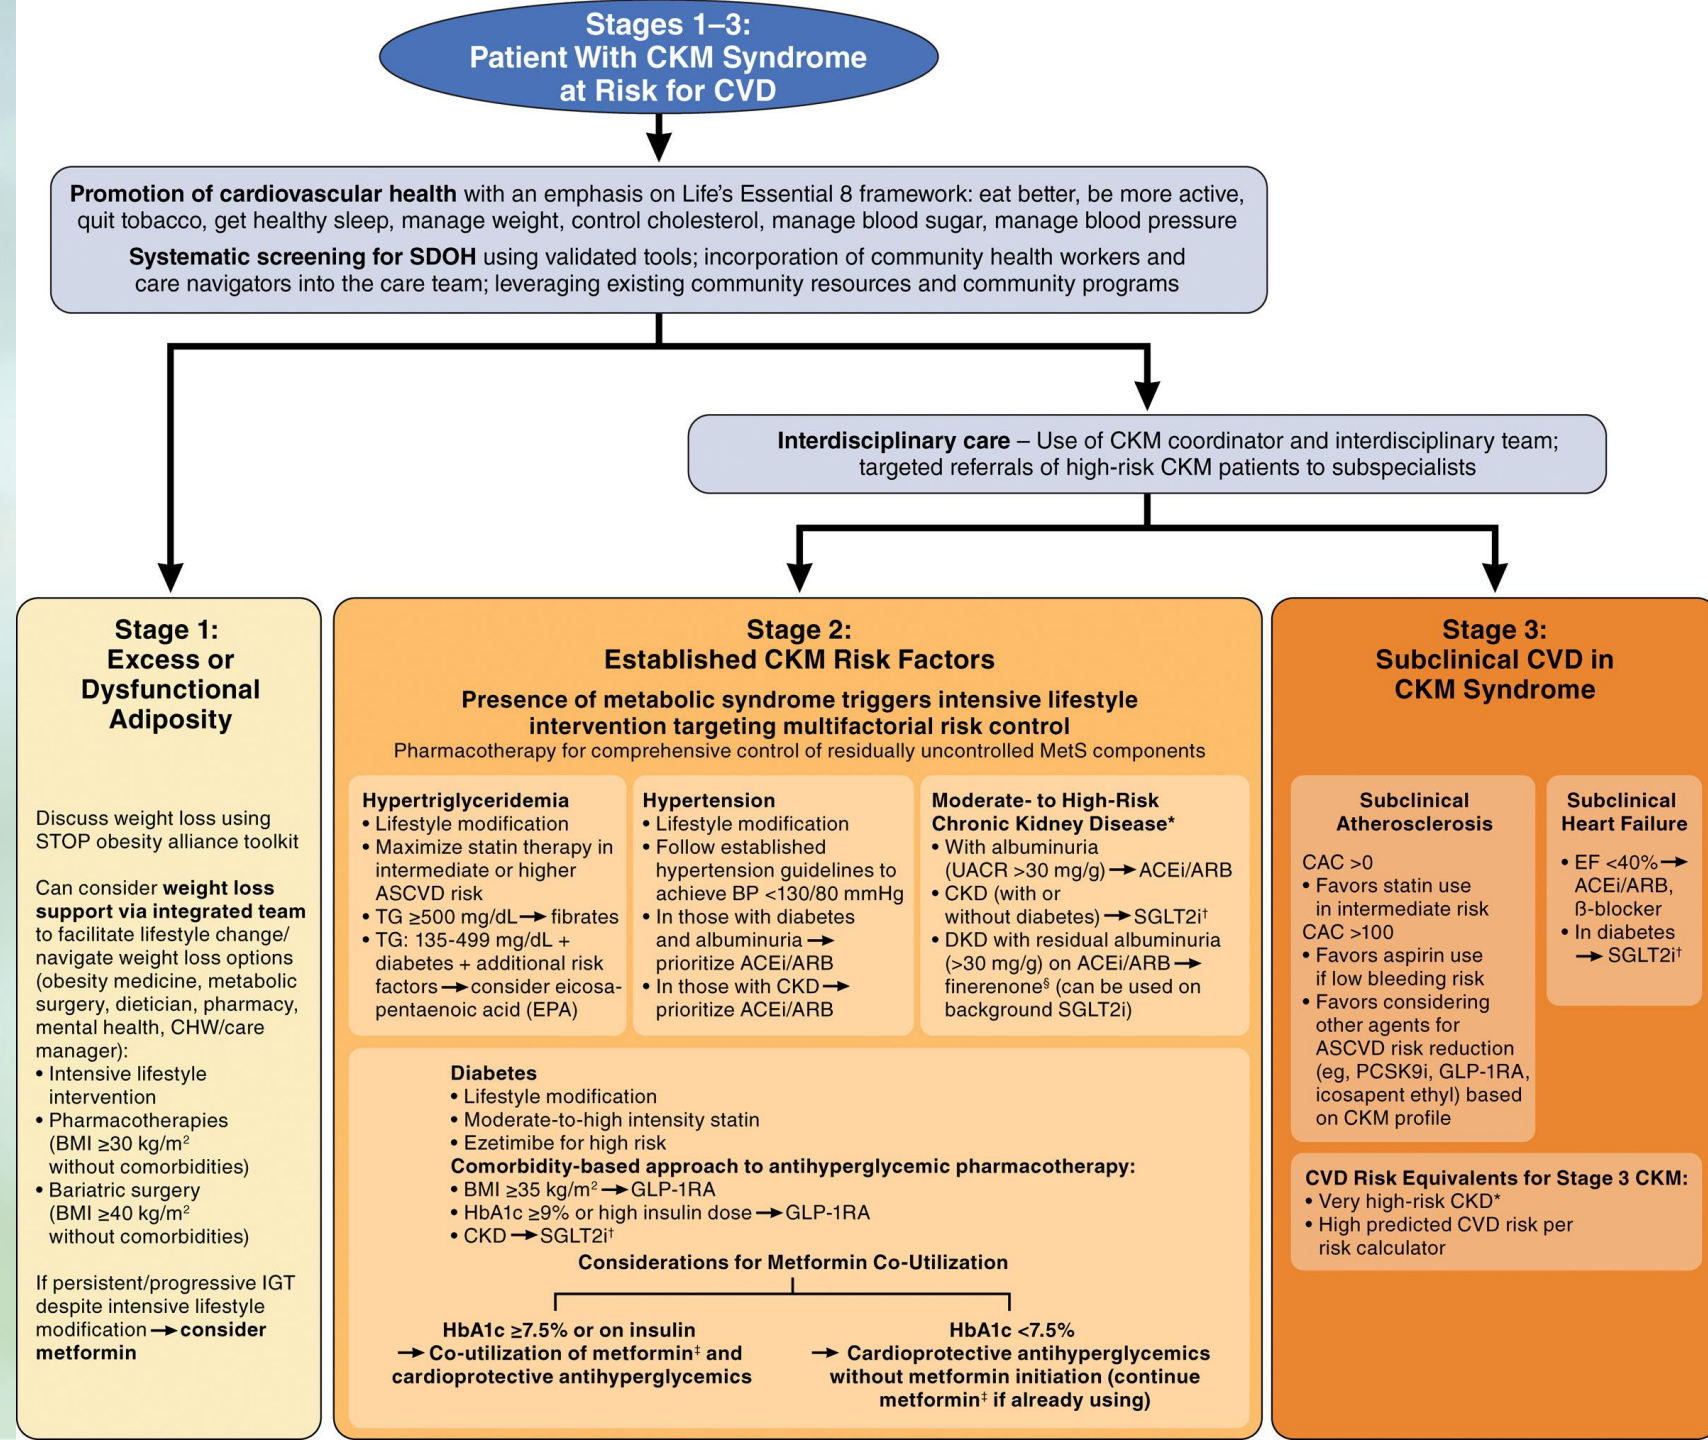 Stages 1–3:
Patient With CKM Syndrome
at Risk for CVD
Promotion of cardiovascular health with an emphasis on Life’s Essential 8 framework: eat better, be more active,
quit tobacco, get healthy sleep, manage weight, control cholesterol, manage blood sugar, manage blood pressure
Systematic screening for SDOH using validated tools; incorporation of community health workers and
care navigators into the care team; leveraging existing community resources and community programs
Interdisciplinary care – Use of CKM coordinator and interdisciplinary team;
targeted referrals of high-risk CKM patients to subspecialists
Stage 1:
Excess or
Dysfunctional
Adiposity
Discuss weight loss using
STOP obesity alliance toolkit
Can consider weight loss
support via integrated team
to facilitate lifestyle change/
navigate weight loss options
(obesity medicine, metabolic
surgery, dietician, pharmacy,
mental health, CHW/care
manager):
• Intensive lifestyle
intervention
• Pharmacotherapies
(BMI ≥30 kg/m²
without comorbidities)
• Bariatric surgery
(BMI ≥40 kg/m²
without comorbidities)
If persistent/progressive IGT
despite intensive lifestyle
modification → consider
metformin
Stage 2:
Established CKM Risk Factors
Presence of metabolic syndrome triggers intensive lifestyle
intervention targeting multifactorial risk control
Pharmacotherapy for comprehensive control of residually uncontrolled MetS components
Hypertriglyceridemia
• Lifestyle modification
• Maximize statin therapy in
intermediate or higher
ASCVD risk
• TG ≥500 mg/dL → fibrates
• TG: 135-499 mg/dL +
diabetes + additional risk
factors → consider eicosa-
pentaenoic acid (EPA)
Hypertension
• Lifestyle modification
• Follow established
hypertension guidelines to
achieve BP <130/80 mmHg
• In those with diabetes
and albuminuria →
prioritize ACEi/ARB
• In those with CKD →
prioritize ACEi/ARB
Moderate- to High-Risk
Chronic Kidney Disease*
• With albuminuria
(UACR >30 mg/g) → ACEi/ARB
• CKD (with or
without diabetes) → SGLT2i†
• DKD with residual albuminuria
(>30 mg/g) on ACEi/ARB →
finerenone§ (can be used on
background SGLT2i)
Diabetes
• Lifestyle modification
• Moderate-to-high intensity statin
• Ezetimibe for high risk
Comorbidity-based approach to antihyperglycemic pharmacotherapy:
• BMI ≥35 kg/m² → GLP-1RA
• HbA1c ≥9% or high insulin dose → GLP-1RA
• CKD → SGLT2i†
Considerations for Metformin Co-Utilization
HbA1c ≥7.5% or on insulin
→ Co-utilization of metformin‡ and
cardioprotective antihyperglycemics
HbA1c <7.5%
→ Cardioprotective antihyperglycemics
without metformin initiation (continue
metformin‡ if already using)
Stage 3:
Subclinical CVD in
CKM Syndrome
Subclinical
Atherosclerosis
CAC >0
• Favors statin use
in intermediate risk
CAC >100
• Favors aspirin use
if low bleeding risk
• Favors considering
other agents for
ASCVD risk reduction
(eg, PCSK9i, GLP-1RA,
icosapent ethyl) based
on CKM profile
Subclinical
Heart Failure
• EF <40% →
ACEi/ARB,
ß-blocker
• In diabetes
→ SGLT2i†
CVD Risk Equivalents for Stage 3 CKM:
• Very high-risk CKD*
• High predicted CVD risk per
risk calculator